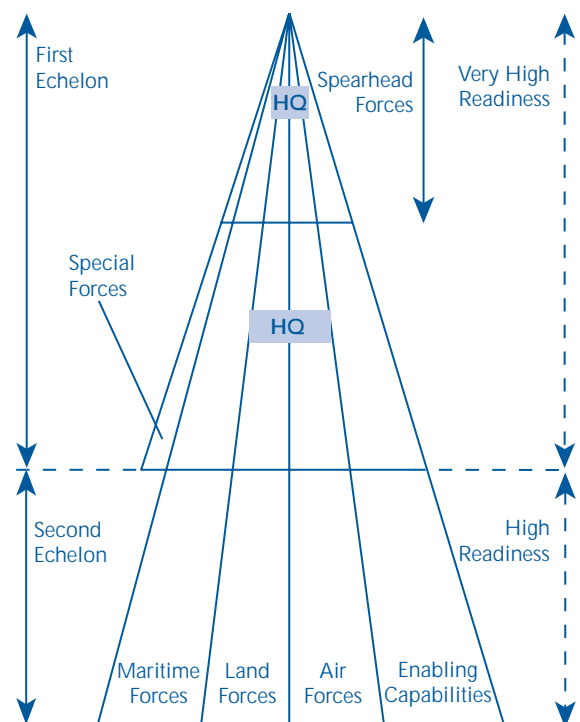 First
Echelon
Spearhead
Forces
Very High
Readiness
HQ
Special
Forces
HQ
Second
Echelon
High
Readiness
Maritime
Forces
Land
Forces
Air
Forces
Enabling
Capabilities